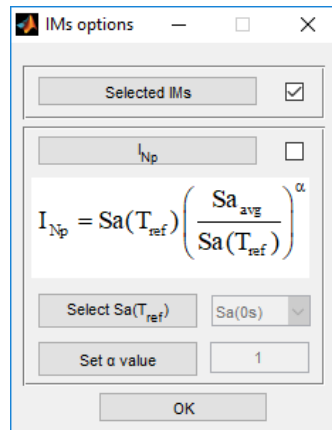 IMs options
Selected IMs
I_Np
I_Np = Sa(T_ref) (Sa_avg / Sa(T_ref))^α
Select Sa(T_ref) Sa(0s)
Set α value 1
OK